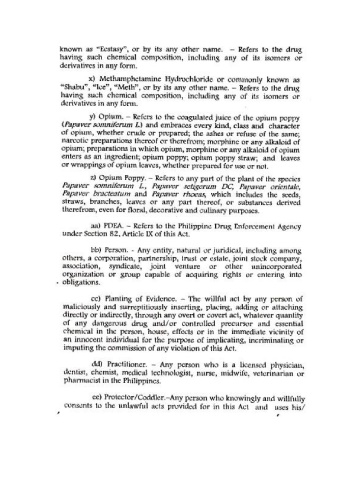 known as "Ecstasy", or by its any other name. – Refers to the drug
having such chemical composition, including any of its isomers or
derivatives in any form.
x) Methamphetamine Hydrochloride or commonly known as
"Shabu", "Ice", "Meth", or by its any other name. – Refers to the drug
having such chemical composition, including any of its isomers or
derivatives in any form.
y) Opium. – Refers to the coagulated juice of the opium poppy
(Papaver somniferum L.) and embraces every kind, class and character
of opium, whether crude or prepared; the ashes or refuse of the same;
narcotic preparations thereof or therefrom; morphine or any alkaloid of
opium; preparations in which opium, morphine or any alkaloid of opium
enters as an ingredient; opium poppy; opium poppy straw; and leaves
or wrappings of opium leaves, whether prepared for use or not.
z) Opium Poppy. – Refers to any part of the plant of the species
Papaver somniferum L., Papaver setigerum DC, Papaver orientale,
Papaver bracteatum and Papaver rhoeas, which includes the seeds,
straws, branches, leaves or any part thereof, or substances derived
therefrom, even for floral, decorative and culinary purposes.
aa) PDEA. – Refers to the Philippine Drug Enforcement Agency
under Section 82, Article IX of this Act.
bb) Person. – Any entity, natural or juridical, including among
others, a corporation, partnership, trust or estate, joint stock company,
association, syndicate, joint venture or other unincorporated
organization or group capable of acquiring rights or entering into
obligations.
cc) Planting of Evidence. – The willful act by any person of
maliciously and surreptitiously inserting, placing, adding or attaching
directly or indirectly, through any overt or covert act, whatever quantity
of any dangerous drug and/or controlled precursor and essential
chemical in the person, house, effects or in the immediate vicinity of
an innocent individual for the purpose of implicating, incriminating or
imputing the commission of any violation of this Act.
dd) Practitioner. – Any person who is a licensed physician,
dentist, chemist, medical technologist, nurse, midwife, veterinarian or
pharmacist in the Philippines.
ee) Protector/Coddler.–Any person who knowingly and willfully
consents to the unlawful acts provided for in this Act and uses his/